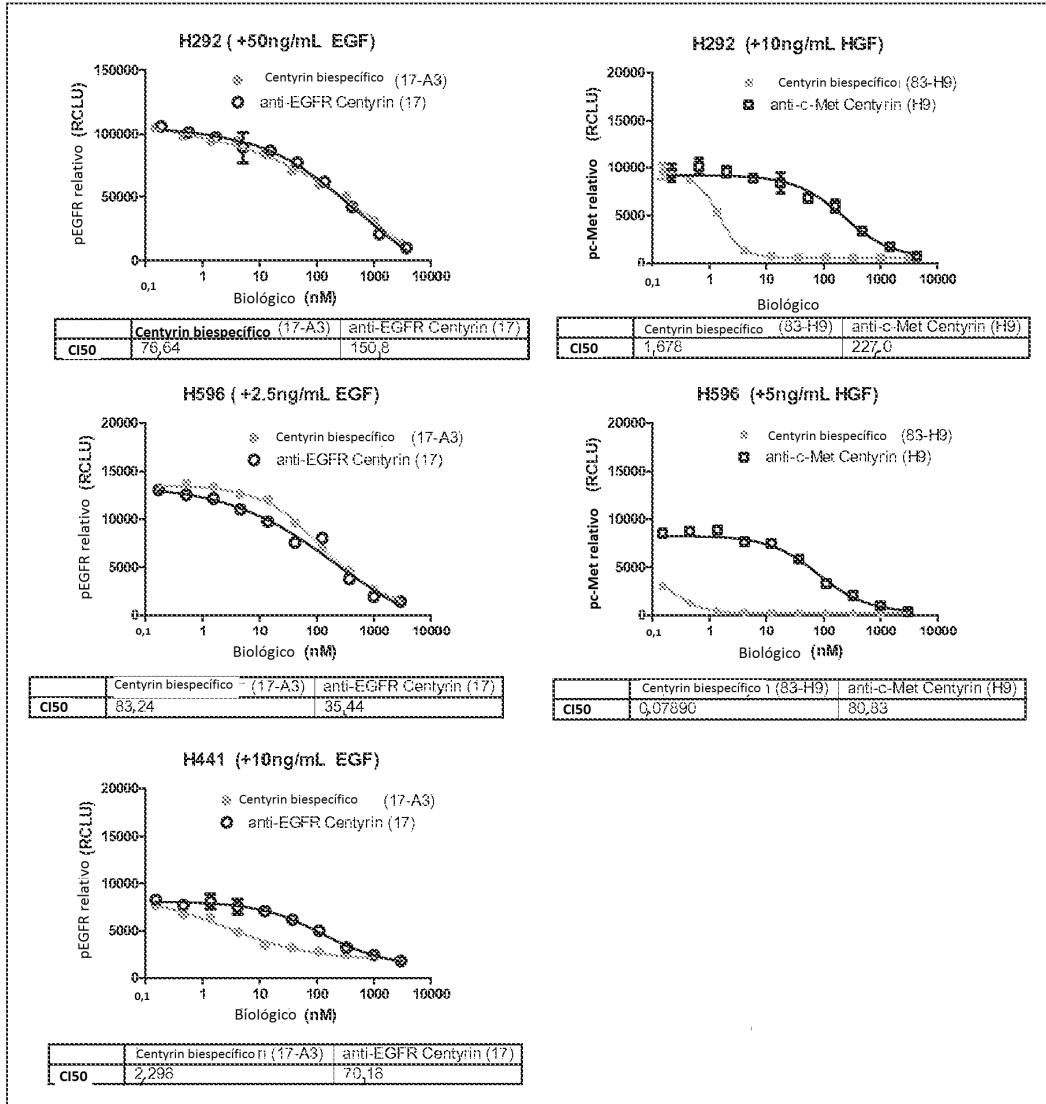 H292 ( +50ng/mL EGF)
Centyrin biespecífico (17-A3)
anti-EGFR Centyrin (17)
pEGFR relativo (RCLU)
150000
100000
50000
0
0,1 1 10 100 1000 10000
Biológico (nM)
Centyrin biespecífico (17-A3) anti-EGFR Centyrin (17)
CI50 76,64 150,8
H292 (+10ng/mL HGF)
Centyrin biespecífico (83-H9)
anti-c-Met Centyrin (H9)
pc-Met relativo (RCLU)
20000
15000
10000
5000
0
0,1 1 10 100 1000 10000
Biológico
Centyrin biespecífico (83-H9) anti-c-Met Centyrin (H9)
CI50 1,678 227,0
H596 ( +2.5ng/mL EGF)
Centyrin biespecífico (17-A3)
anti-EGFR Centyrin (17)
pEGFR relativo (RCLU)
20000
15000
10000
5000
0
0,1 1 10 100 1000 10000
Biológico (nM)
Centyrin biespecífico (17-A3) anti-EGFR Centyrin (17)
CI50 83,24 35,44
H596 (+5ng/mL HGF)
Centyrin biespecífico (83-H9)
anti-c-Met Centyrin (H9)
pc-Met relativo (RCLU)
20000
15000
10000
5000
0
0,1 1 10 100 1000 10000
Biológico (nM)
Centyrin biespecífico (83-H9) anti-c-Met Centyrin (H9)
CI50 0,07890 80,83
H441 (+10ng/mL EGF)
Centyrin biespecífico (17-A3)
anti-EGFR Centyrin (17)
pEGFR relativo (RCLU)
20000
15000
10000
5000
0
0,1 1 10 100 1000 10000
Biológico (nM)
Centyrin biespecífico (17-A3) anti-EGFR Centyrin (17)
CI50 2,298 70,18